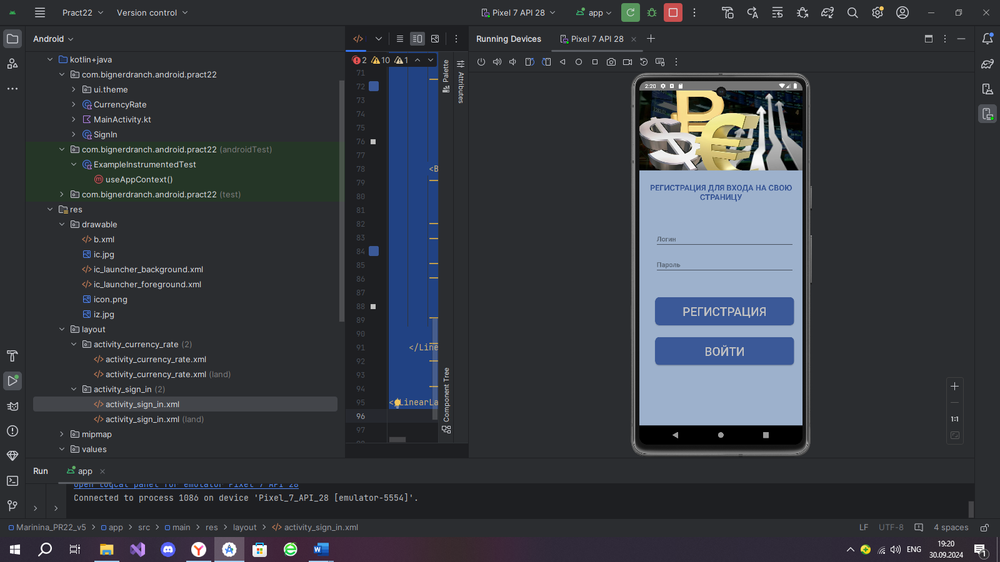 Pract22
Version control
Pixel 7 API 28
app
Android
Running Devices
Pixel 7 API 28
kotlin+java
com.bignerdranch.android.pract22
ui.theme
CurrencyRate
MainActivity.kt
SignIn
com.bignerdranch.android.pract22 (androidTest)
ExampleInstrumentedTest
useAppContext()
com.bignerdranch.android.pract22 (test)
res
drawable
b.xml
ic.jpg
ic_launcher_background.xml
ic_launcher_foreground.xml
icon.png
iz.jpg
layout
activity_currency_rate (2)
activity_currency_rate.xml
activity_currency_rate.xml (land)
activity_sign_in (2)
activity_sign_in.xml
activity_sign_in.xml (land)
mipmap
values
2 10 1
71
72
73
74
75
76
77
78 <B
79
80
81
82
83
84
85
86
87
88
89
90
91 </Line
92
93
94
95 </LinearLa
96
97
Palette
Attributes
Component Tree
2:20
РЕГИСТРАЦИЯ ДЛЯ ВХОДА НА СВОЮ
СТРАНИЦУ
Логин
Пароль
РЕГИСТРАЦИЯ
ВОЙТИ
1:1
Run
app
Open logcat panel for emulator Pixel 7 API 28
Connected to process 1086 on device 'Pixel_7_API_28 [emulator-5554]'.
Marinina_PR22_v5 > app > src > main > res > layout > activity_sign_in.xml
LF UTF-8 4 spaces
ENG
19:20
30.09.2024
1